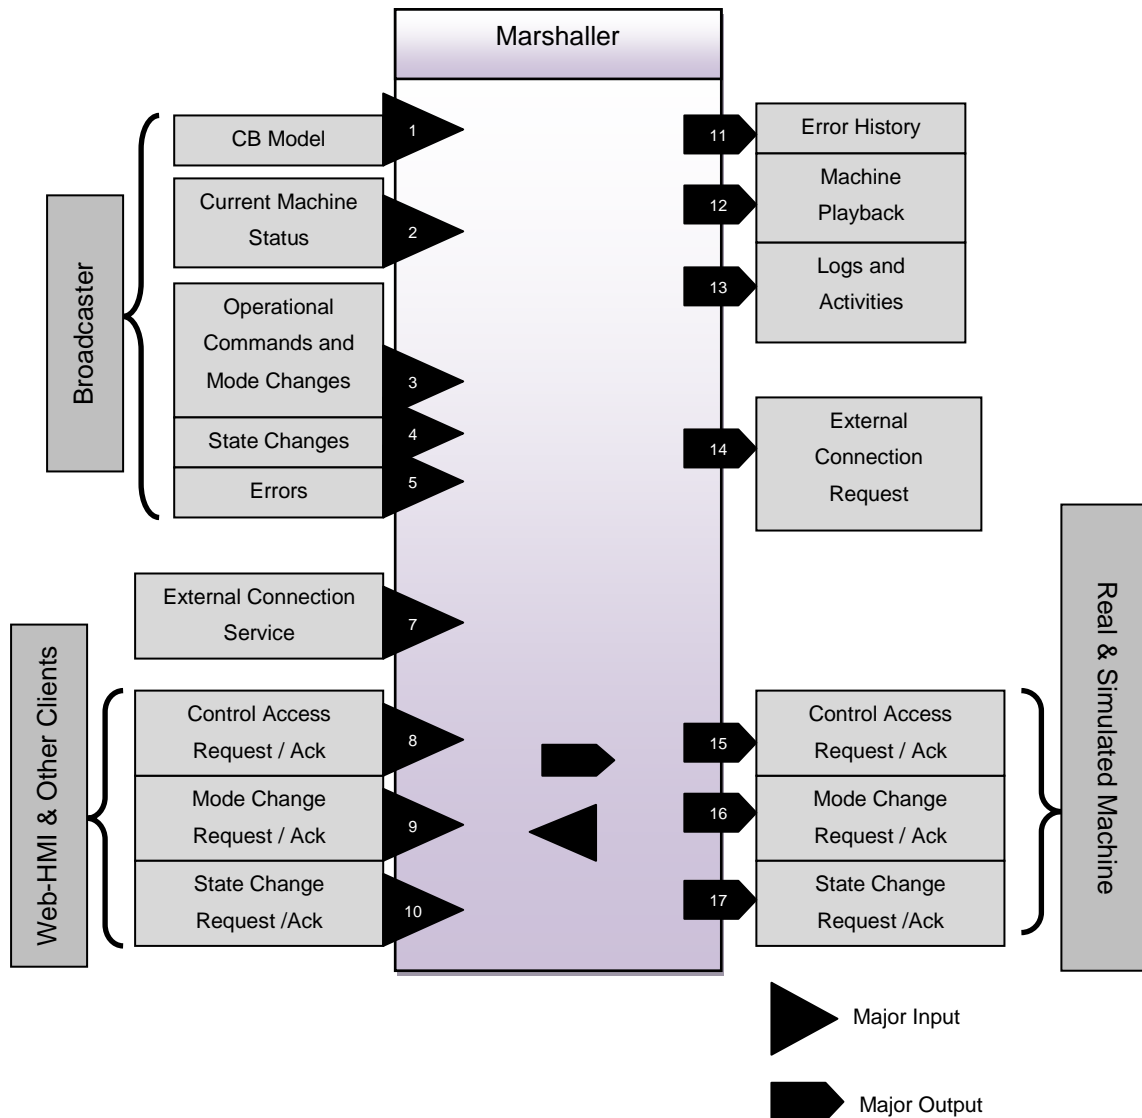 Marshaller
Broadcaster
CB Model
1
Current Machine
Status
2
Operational
Commands and
Mode Changes
3
State Changes
4
Errors
5
External Connection
Service
7
Web-HMI & Other Clients
Control Access
Request / Ack
8
Mode Change
Request / Ack
9
State Change
Request /Ack
10
11
Error History
12
Machine
Playback
13
Logs and
Activities
14
External
Connection
Request
15
Control Access
Request / Ack
16
Mode Change
Request / Ack
17
State Change
Request /Ack
Real & Simulated Machine
Major Input
Major Output